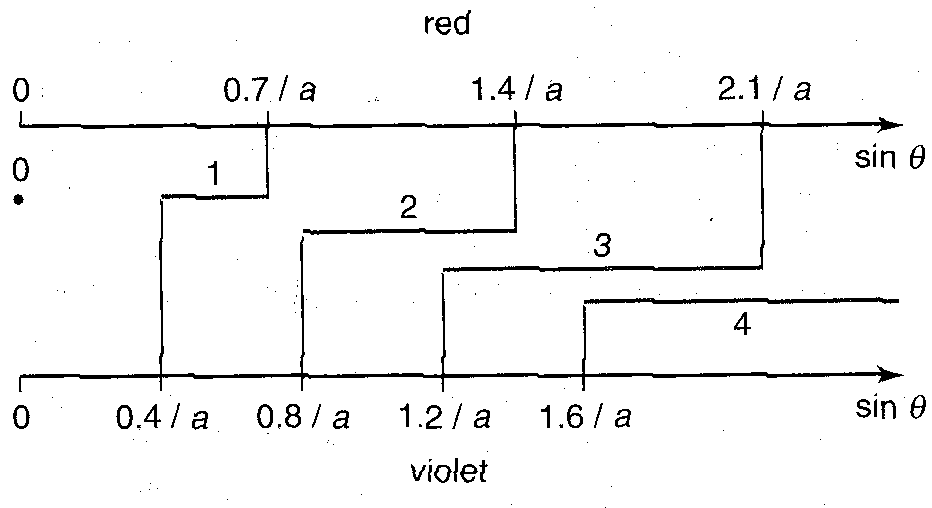 red
0 0.7 / a 1.4 / a 2.1 / a
sin θ
0
1
2
3
4
0 0.4 / a 0.8 / a 1.2 / a 1.6 / a
sin θ
violet